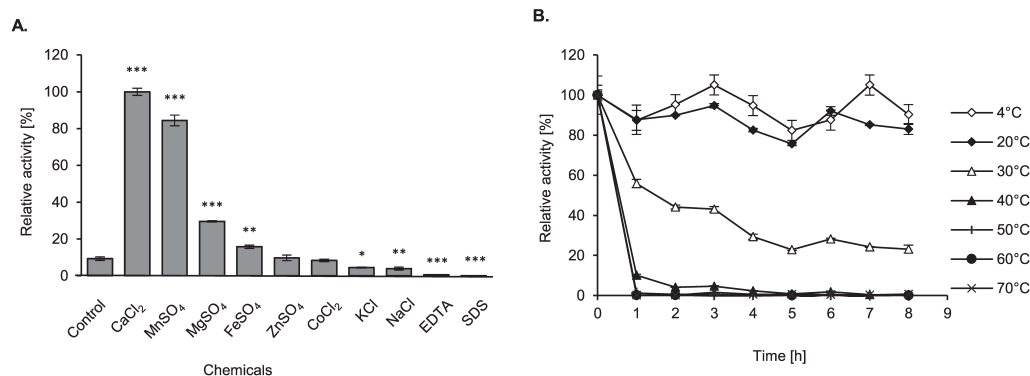 A.
120
100
80
60
40
20
0
Relative activity [%]
***
***
***
**
*
**
***
***
Control
CaCl₂
MnSO₄
MgSO₄
FeSO₄
ZnSO₄
CoCl₂
KCl
NaCl
EDTA
SDS
Chemicals
B.
120
100
80
60
40
20
0
Relative activity [%]
0 1 2 3 4 5 6 7 8 9
Time [h]
4°C
20°C
30°C
40°C
50°C
60°C
70°C